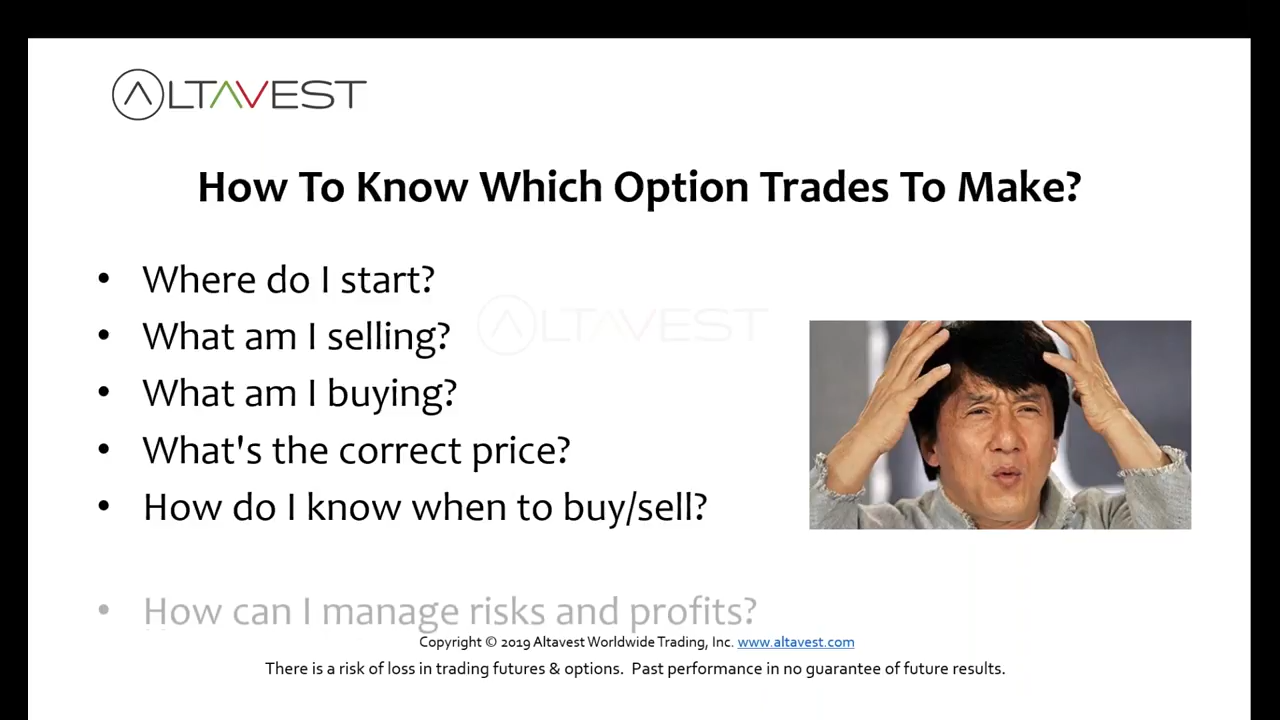 ALTAVEST
How To Know Which Option Trades To Make?
• Where do I start?
• What am I selling?
ALTAVEST
• What am I buying?
• What's the correct price?
• How do I know when to buy/sell?
• How can I manage risks and profits?
Copyright © 2019 Altavest Worldwide Trading, Inc. www.altavest.com
There is a risk of loss in trading futures & options. Past performance in no guarantee of future results.